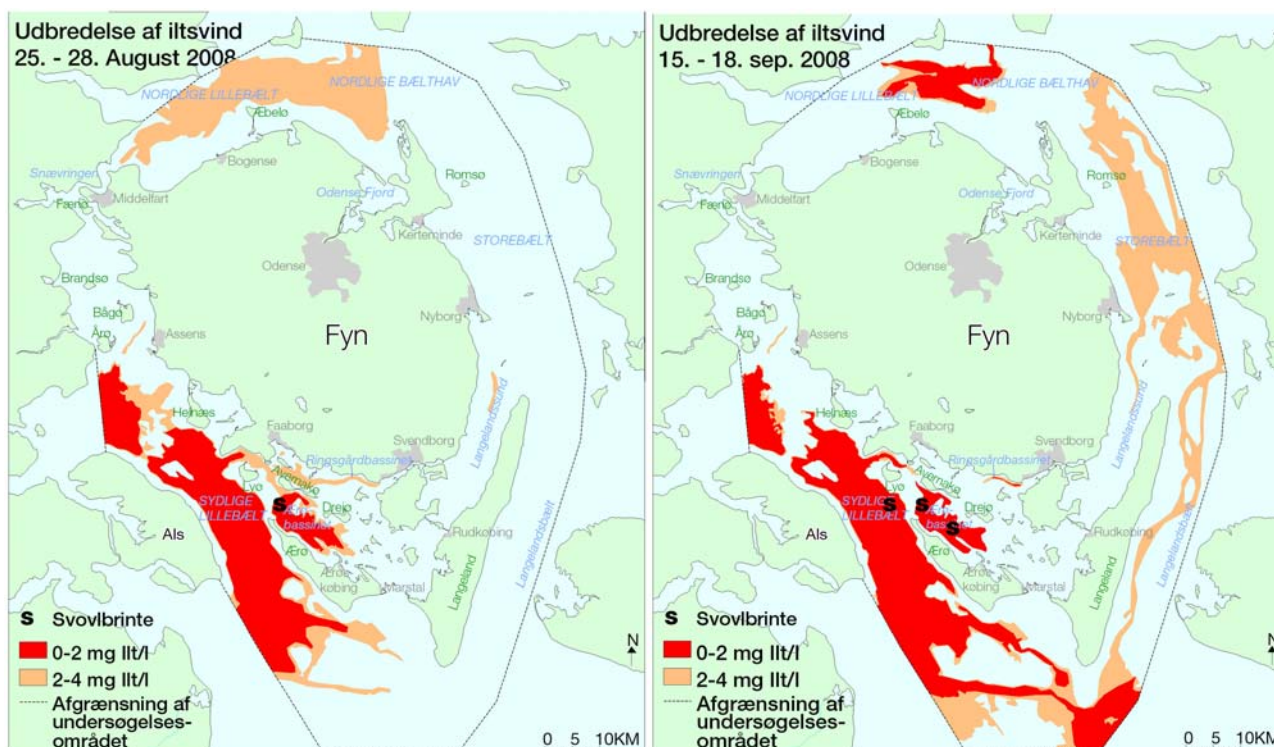 Udbredelse af iltsvind
25. - 28. August 2008
NORDLIGE BÆLTHAV
NORDLIGE LILLEBÆLT
Æbelø
Bogense
Snævringen
Middelfart
Fænø
Odense Fjord
Romsø
Kerteminde
STOREBÆLT
Odense
Brandsø
Bågø
Årø
Assens
Nyborg
Fyn
Helnæs
Faaborg
Svendborg
Ringsgårdbassinet
Langelandssund
Avernakø
Lyø
SYDLIGE
LILLEBÆLT
S
Drejø
bassinet
Rudkøbing
Als
Ærø
Ærøs-
købing
Marstal
Langeland
Langelandsbælt
S Svovlbrinte
0-2 mg Ilt/l
2-4 mg Ilt/l
Afgrænsning af
undersøgelses-
området
N
0 5 10KM
Udbredelse af iltsvind
15. - 18. sep. 2008
NORDLIGE BÆLTHAV
NORDLIGE LILLEBÆLT
Æbelø
Bogense
Snævringen
Middelfart
Fænø
Odense Fjord
Romsø
Kerteminde
STOREBÆLT
Odense
Brandsø
Bågø
Årø
Assens
Nyborg
Fyn
Helnæs
Faaborg
Svendborg
Ringsgårdbassinet
Langelandssund
Avernakø
Lyø
SYDLIGE
LILLEBÆLT
S
S
S
Drejø
Rudkøbing
Als
Ærø
Ærøs-
købing
Marstal
Langeland
Langelandsbælt
S Svovlbrinte
0-2 mg Ilt/l
2-4 mg Ilt/l
Afgrænsning af
undersøgelses-
området
N
0 5 10KM